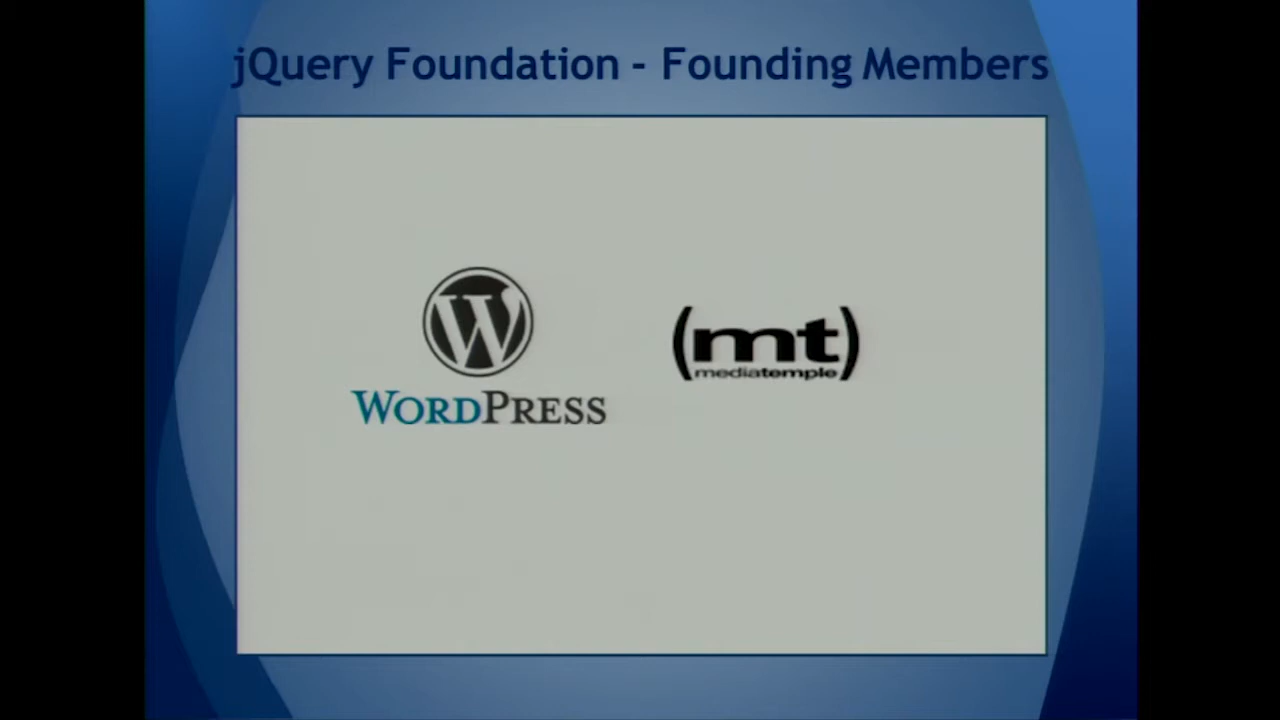 jQuery Foundation - Founding Members
W
WORDPRESS
(mt)
mediatemple